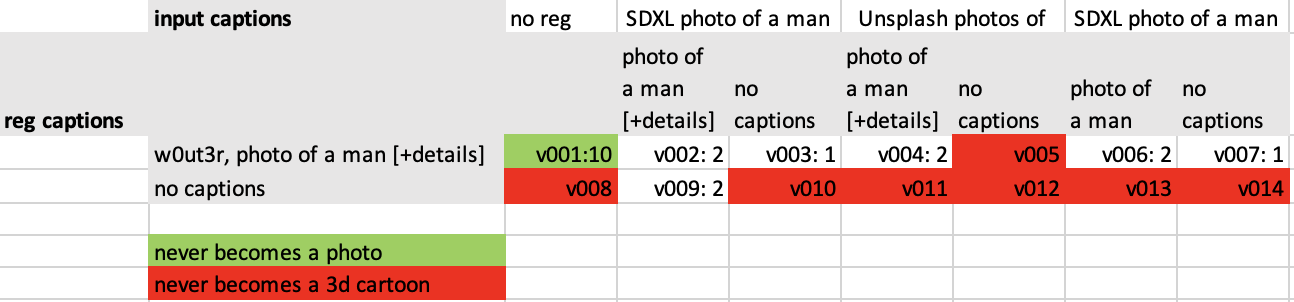 input captions no reg SDXL photo of a man Unsplash photos of SDXL photo of a man
reg captions photo of a man [+details] no captions photo of a man [+details] no captions photo of a man no captions
w0ut3r, photo of a man [+details] v001:10 v002: 2 v003: 1 v004: 2 v005 v006: 2 v007: 1
no captions v008 v009: 2 v010 v011 v012 v013 v014
never becomes a photo
never becomes a 3d cartoon